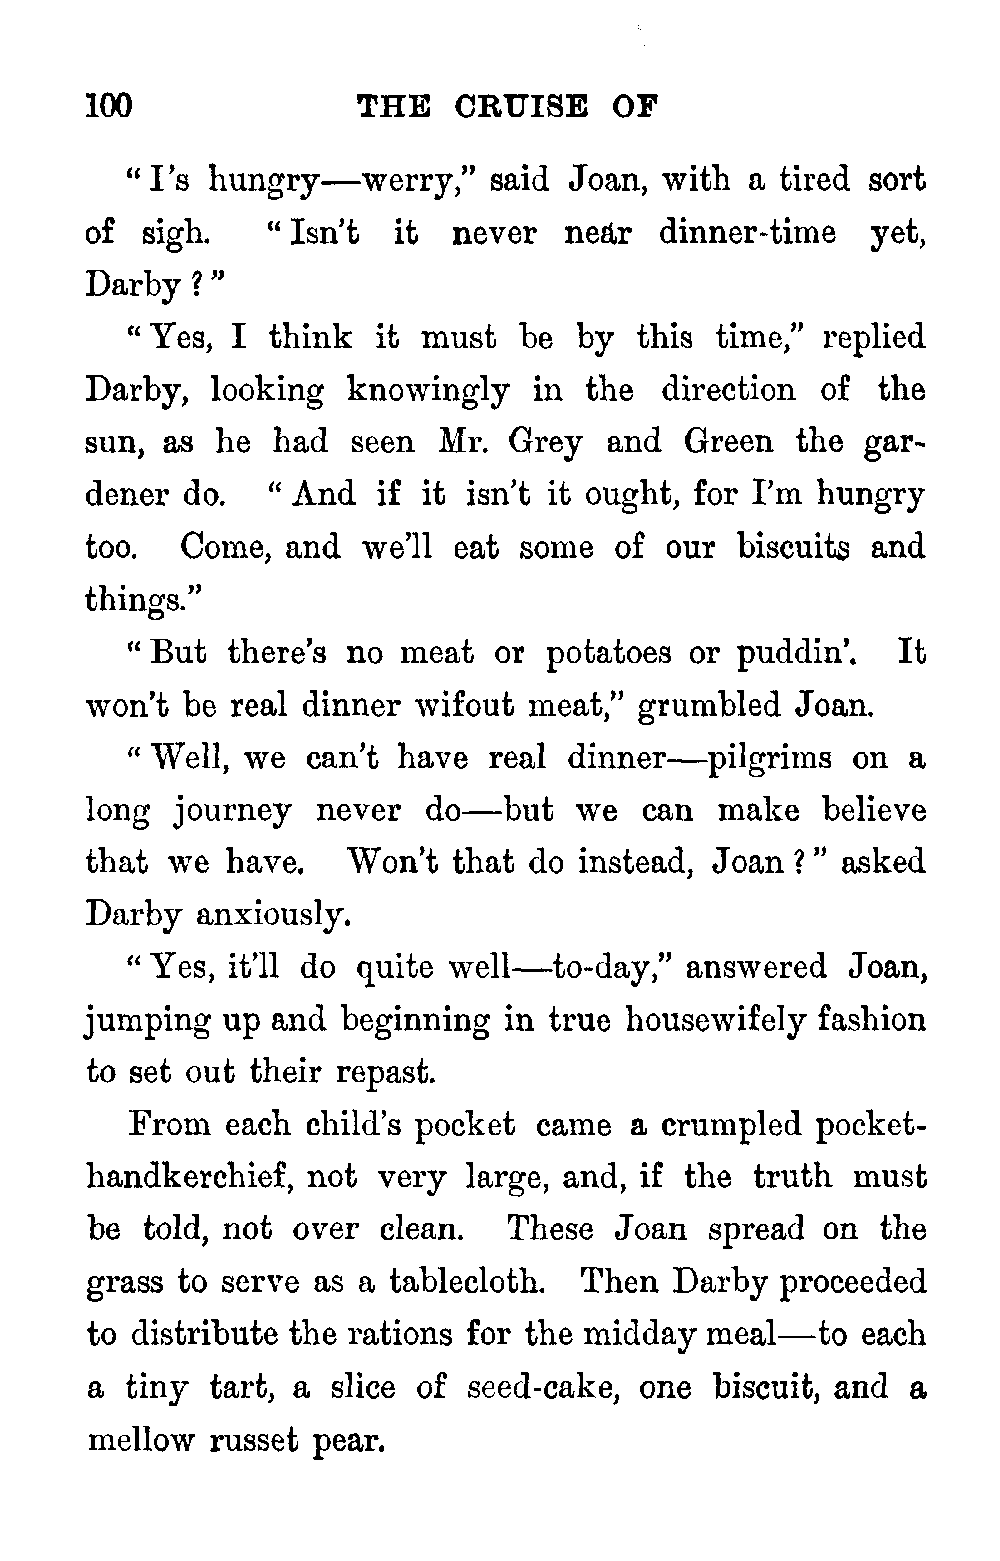 100 THE CRUISE OF
“I’s hungry—werry,” said Joan, with a tired sort
of sigh. “Isn’t it never near dinner-time yet,
Darby?”
“Yes, I think it must be by this time,” replied
Darby, looking knowingly in the direction of the
sun, as he had seen Mr. Grey and Green the gar-
dener do. “And if it isn’t it ought, for I’m hungry
too. Come, and we’ll eat some of our biscuits and
things.”
“But there’s no meat or potatoes or puddin’. It
won’t be real dinner wifout meat,” grumbled Joan.
“Well, we can’t have real dinner—pilgrims on a
long journey never do—but we can make believe
that we have. Won’t that do instead, Joan?” asked
Darby anxiously.
“Yes, it’ll do quite well—to-day,” answered Joan,
jumping up and beginning in true housewifely fashion
to set out their repast.
From each child’s pocket came a crumpled pocket-
handkerchief, not very large, and, if the truth must
be told, not over clean. These Joan spread on the
grass to serve as a tablecloth. Then Darby proceeded
to distribute the rations for the midday meal—to each
a tiny tart, a slice of seed-cake, one biscuit, and a
mellow russet pear.